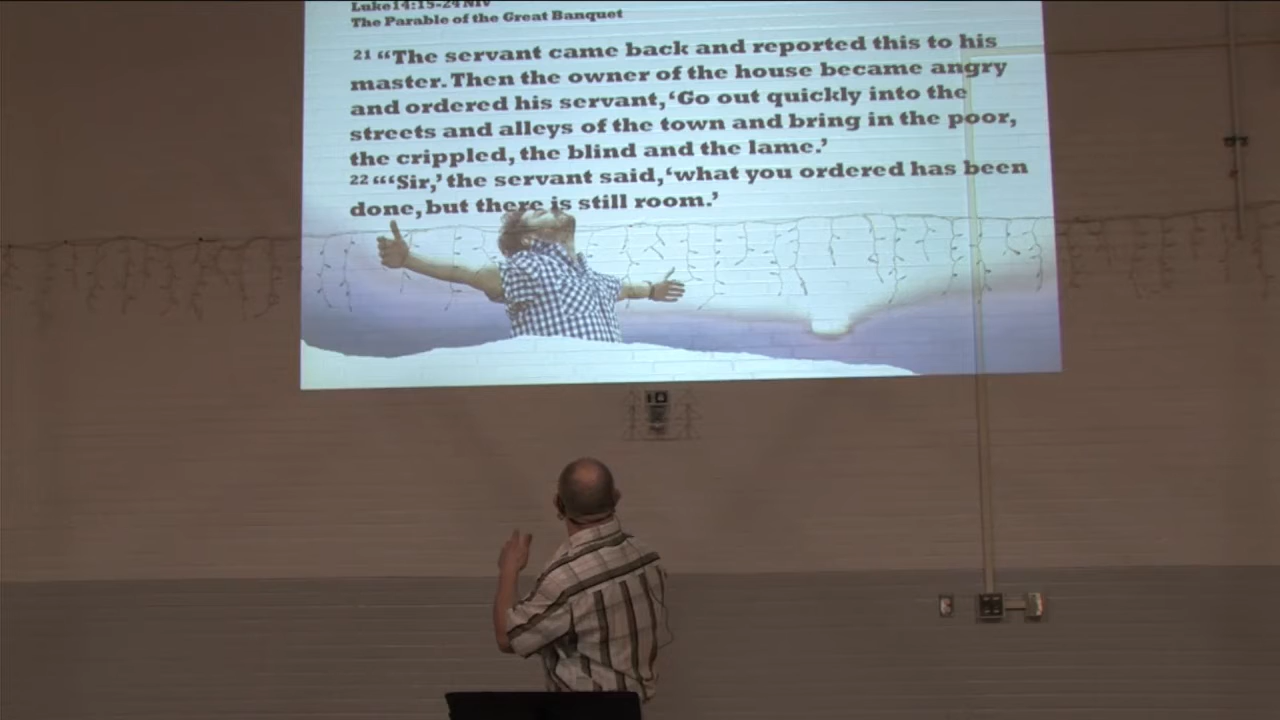 Luke 14:15-24 NIV
The Parable of the Great Banquet
21 “The servant came back and reported this to his
master. Then the owner of the house became angry
and ordered his servant, ‘Go out quickly into the
streets and alleys of the town and bring in the poor,
the crippled, the blind and the lame.’
22 “‘Sir,’ the servant said, ‘what you ordered has been
done, but there is still room.’
10